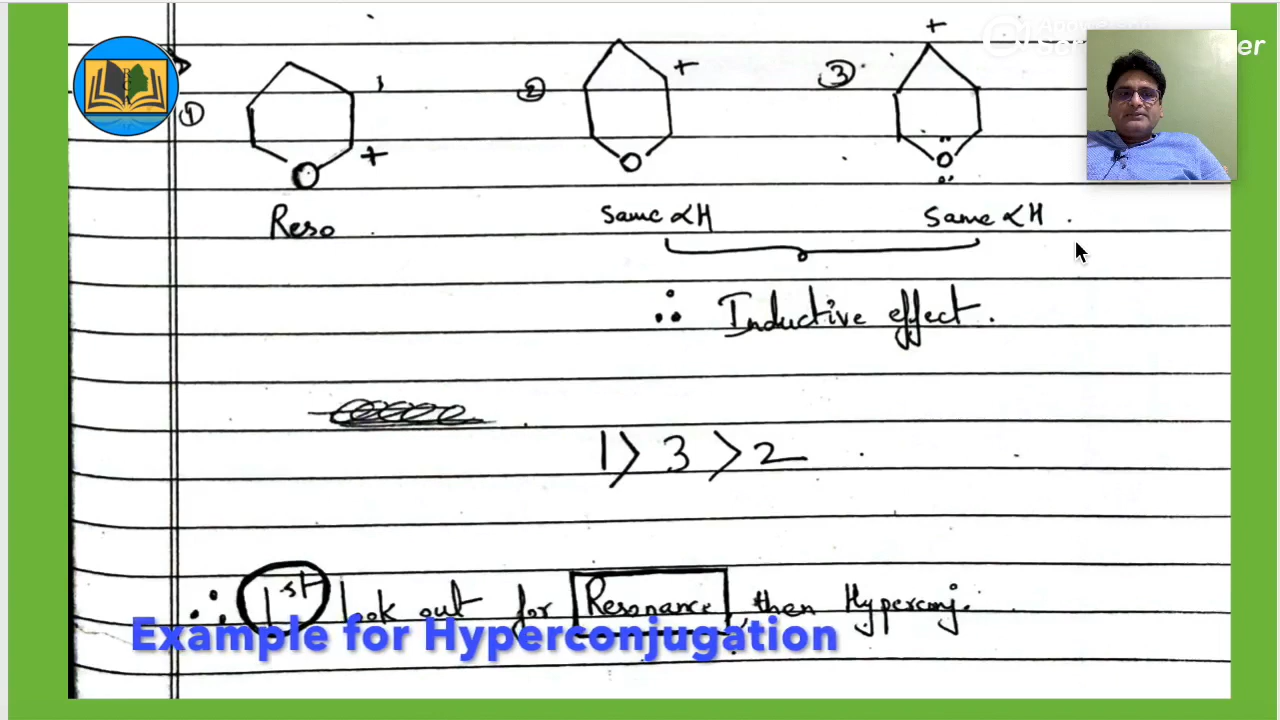 +
① + ② + ③
+
O O O
Reso same αH Same αH .
∴ Inductive effect.
1 > 3 > 2
∴ 1st look out for Resonance, then Hyperconj.
Example for Hyperconjugation